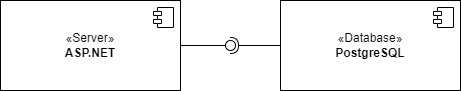 «Server»
ASP.NET
«Database»
PostgreSQL